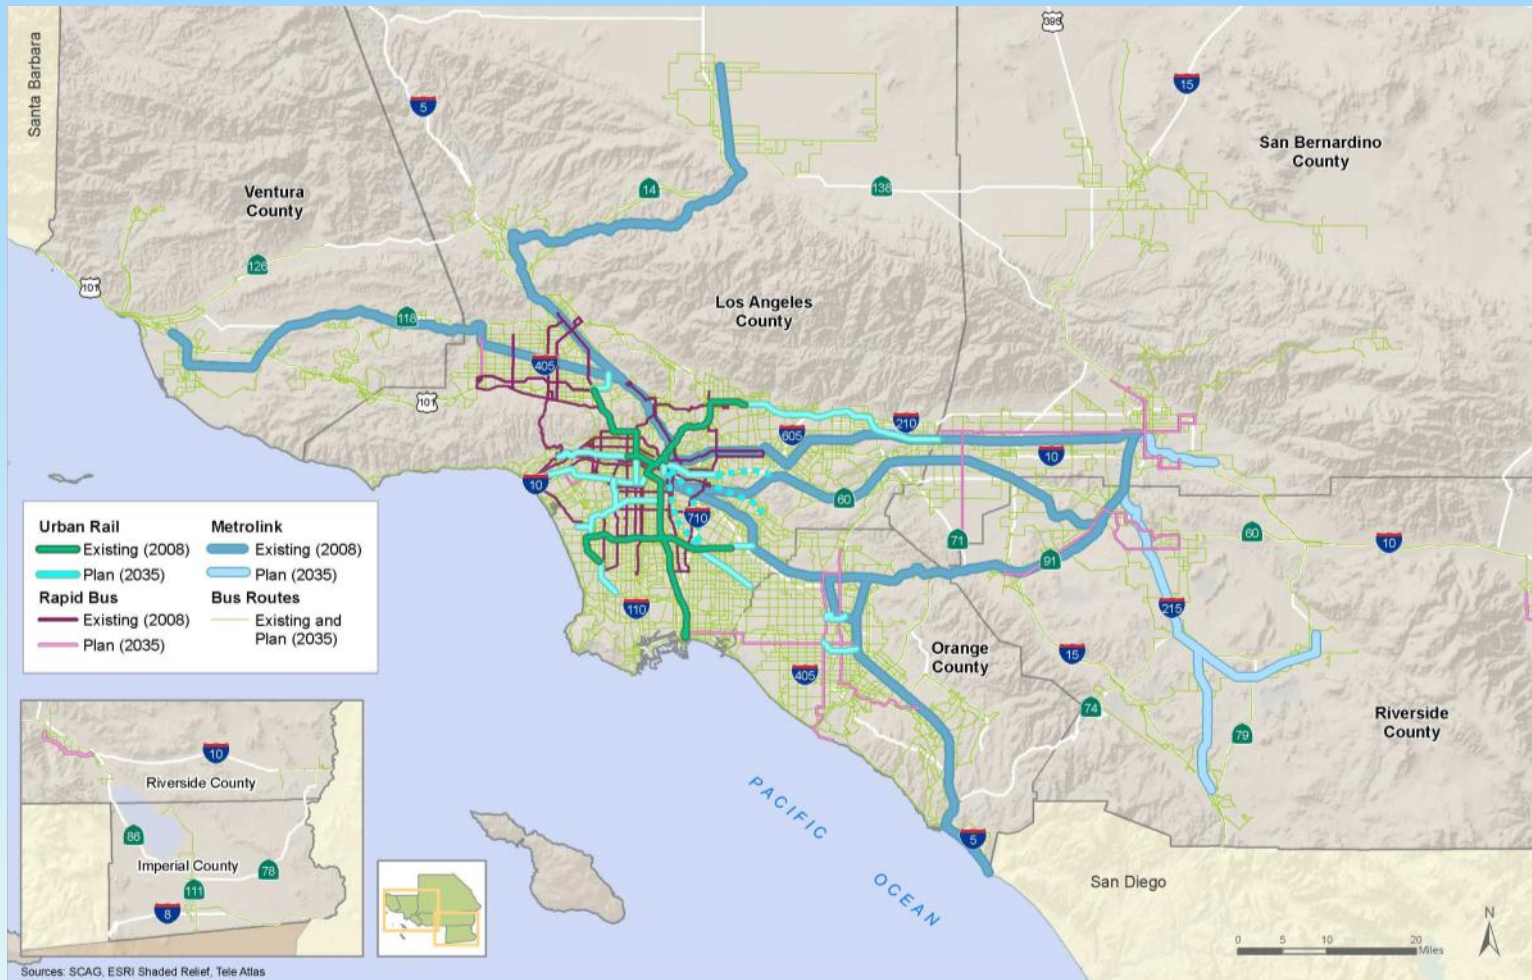 395
Santa Barbara
5
15
San Bernardino
County
Ventura
County
14
138
126
101
Los Angeles
County
118
405
101
605
210
10
10
60
710
71
91
60
10
Urban Rail
Existing (2008)
Plan (2035)
Rapid Bus
Existing (2008)
Plan (2035)
Metrolink
Existing (2008)
Plan (2035)
Bus Routes
Existing and
Plan (2035)
110
215
15
Orange
County
405
74
79
Riverside
County
10
Riverside County
86
Imperial County
78
111
8
PACIFIC
OCEAN
5
San Diego
N
0 5 10 20
Miles
Sources: SCAG, ESRI Shaded Relief, Tele Atlas